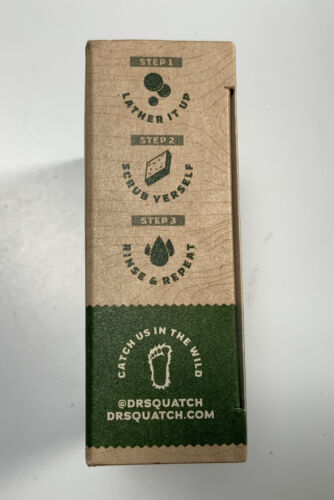 STEP 1
LATHER IT UP
STEP 2
SCRUB YERSELF
STEP 3
RINSE & REPEAT
CATCH US IN THE WILD
@DRSQUATCH
DRSQUATCH.COM